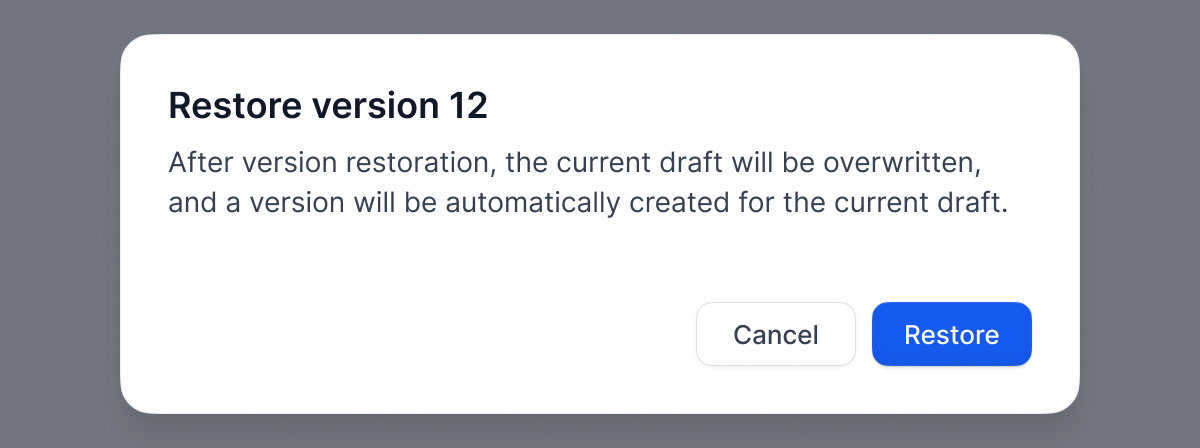 Restore version 12
After version restoration, the current draft will be overwritten,
and a version will be automatically created for the current draft.
Cancel
Restore